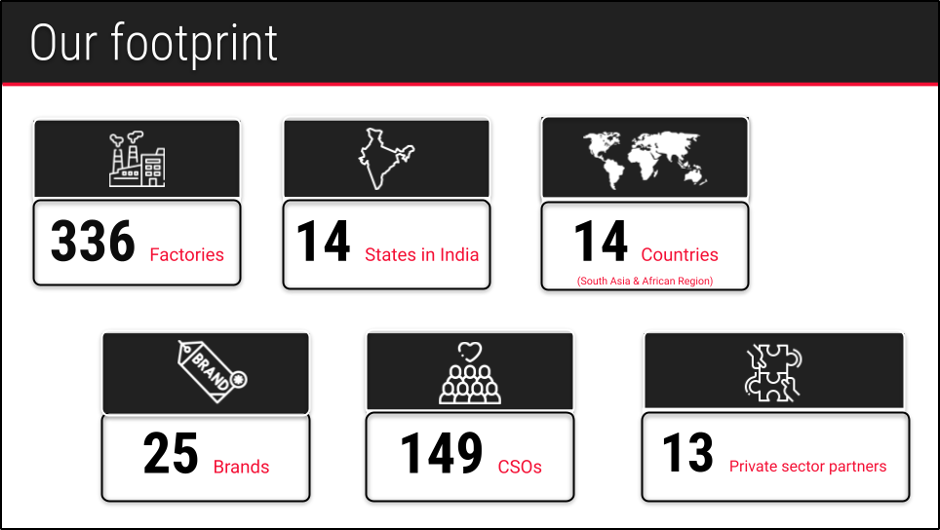 Our footprint
336 Factories
14 States in India
14 Countries
(South Asia & African Region)
BRAND
25 Brands
149 CSOs
13 Private sector partners